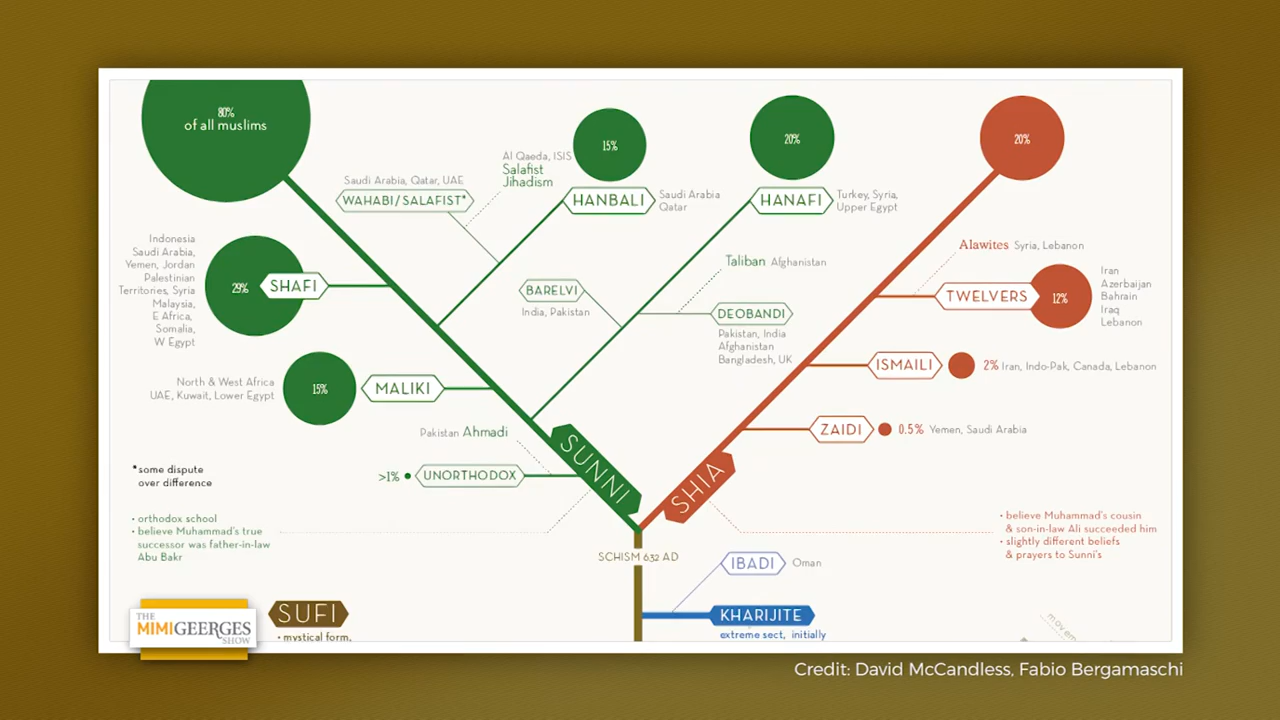 80%
of all muslims
Al Qaeda, ISIS
Salafist
Jihadism
15%
20%
20%
Saudi Arabia, Qatar, UAE
WAHABI / SALAFIST*
HANBALI
Saudi Arabia
Qatar
HANAFI
Turkey, Syria,
Upper Egypt
Indonesia
Saudi Arabia,
Yemen, Jordan
Palestinian
Territories, Syria
Malaysia,
E Africa,
Somalia,
W Egypt
29%
SHAFI
BARELVI
India, Pakistan
Taliban Afghanistan
DEOBANDI
Pakistan, India
Afghanistan
Bangladesh, UK
Alawites Syria, Lebanon
TWELVERS
12%
Iran
Azerbaijan
Bahrain
Iraq
Lebanon
North & West Africa
UAE, Kuwait, Lower Egypt
15%
MALIKI
ISMAILI
2% Iran, Indo-Pak, Canada, Lebanon
Pakistan Ahmadi
ZAIDI
0.5% Yemen, Saudi Arabia
*some dispute
over difference
>1%
UNORTHODOX
SUNNI
SHIA
• orthodox school
• believe Muhammad's true
successor was father-in-law
Abu Bakr
• believe Muhammad's cousin
& son-in-law Ali succeeded him
• slightly different beliefs
& prayers to Sunni's
SCHISM 632 AD
IBADI
Oman
SUFI
• mystical form,
KHARIJITE
extreme sect, initially
THE
MIMIGEERGES
SHOW
Credit: David McCandless, Fabio Bergamaschi